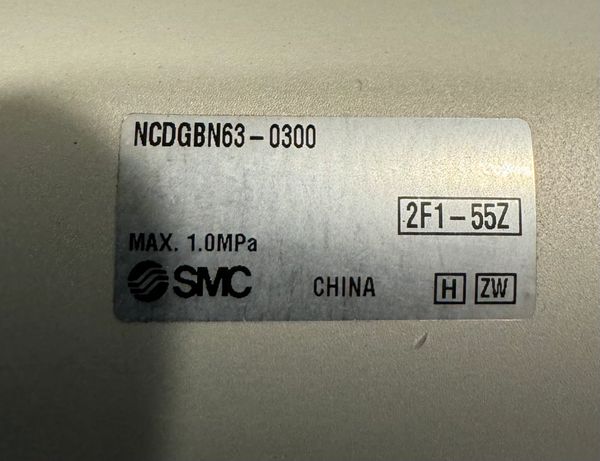 NCDGBN63-0300
2F1-55Z
MAX. 1.0MPa
SMC CHINA H ZW